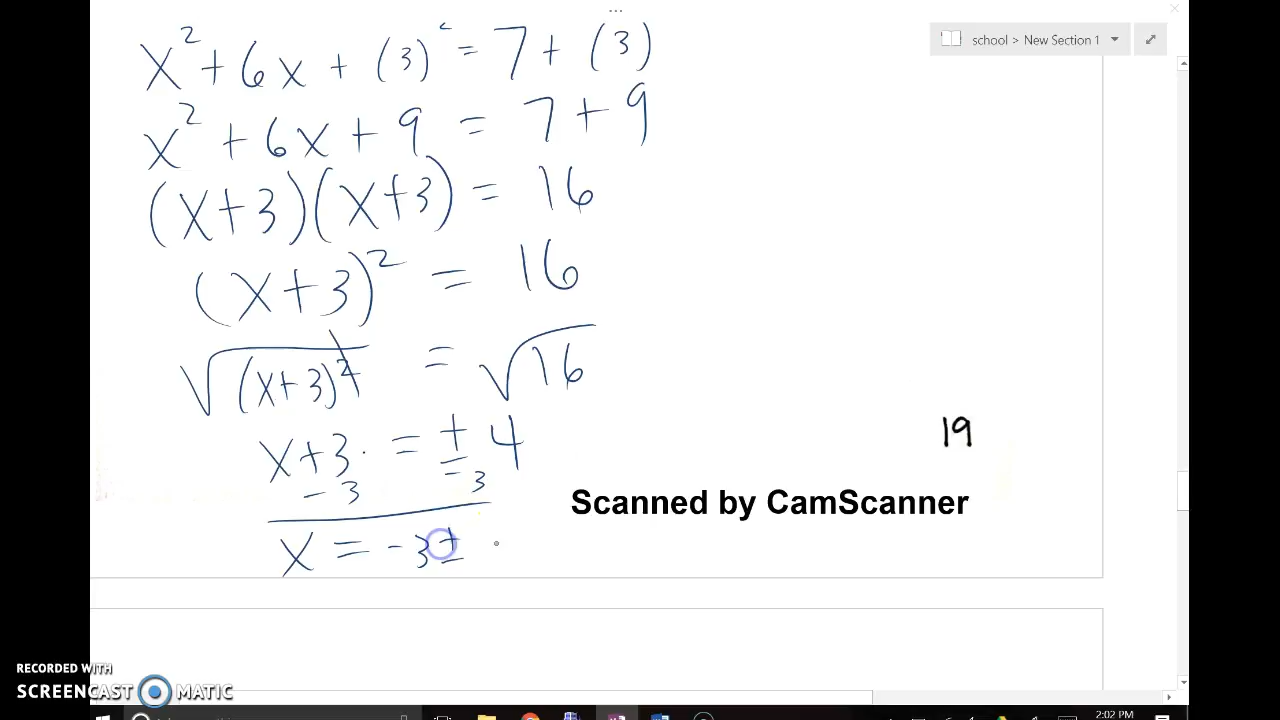 ...
school > New Section 1
x² + 6x + (3)² = 7 + (3)
x² + 6x + 9 = 7 + 9
(x+3)(x+3) = 16
(x+3)² = 16
√(x+3)² = √16
x+3 = ± 4
-3 -3
x = -3 ±
19
Scanned by CamScanner
RECORDED WITH
SCREENCAST MATIC
2:02 PM